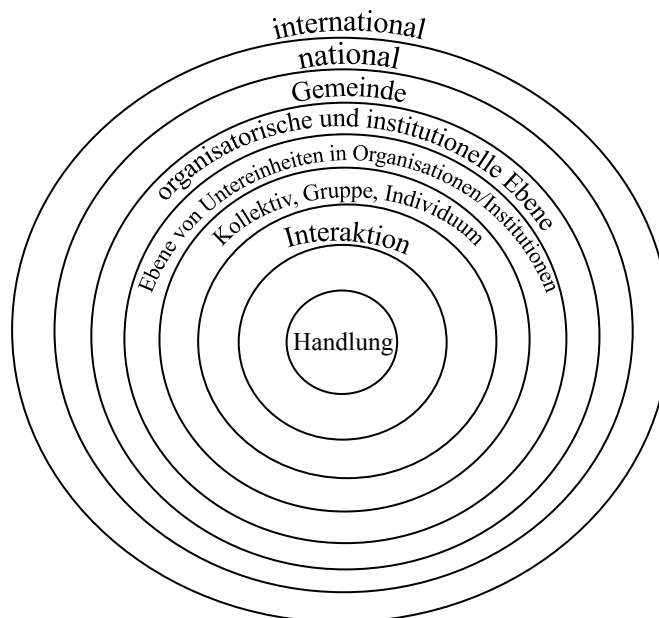 international
national
Gemeinde
organisatorische und institutionelle Ebene
Ebene von Untereinheiten in Organisationen/Institutionen
Kollektiv, Gruppe, Individuum
Interaktion
Handlung